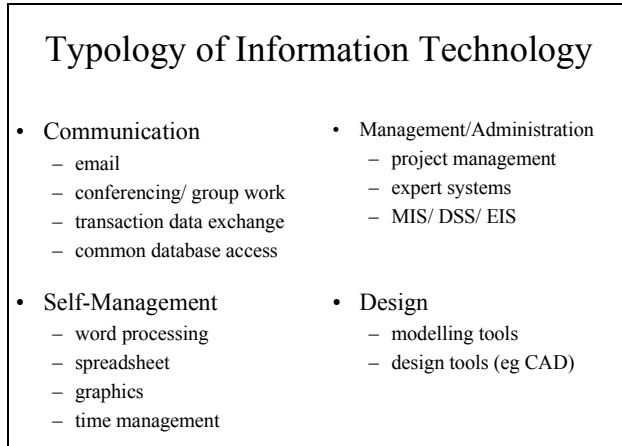 Typology of Information Technology
• Communication
– email
– conferencing/ group work
– transaction data exchange
– common database access
• Self-Management
– word processing
– spreadsheet
– graphics
– time management
• Management/Administration
– project management
– expert systems
– MIS/ DSS/ EIS
• Design
– modelling tools
– design tools (eg CAD)